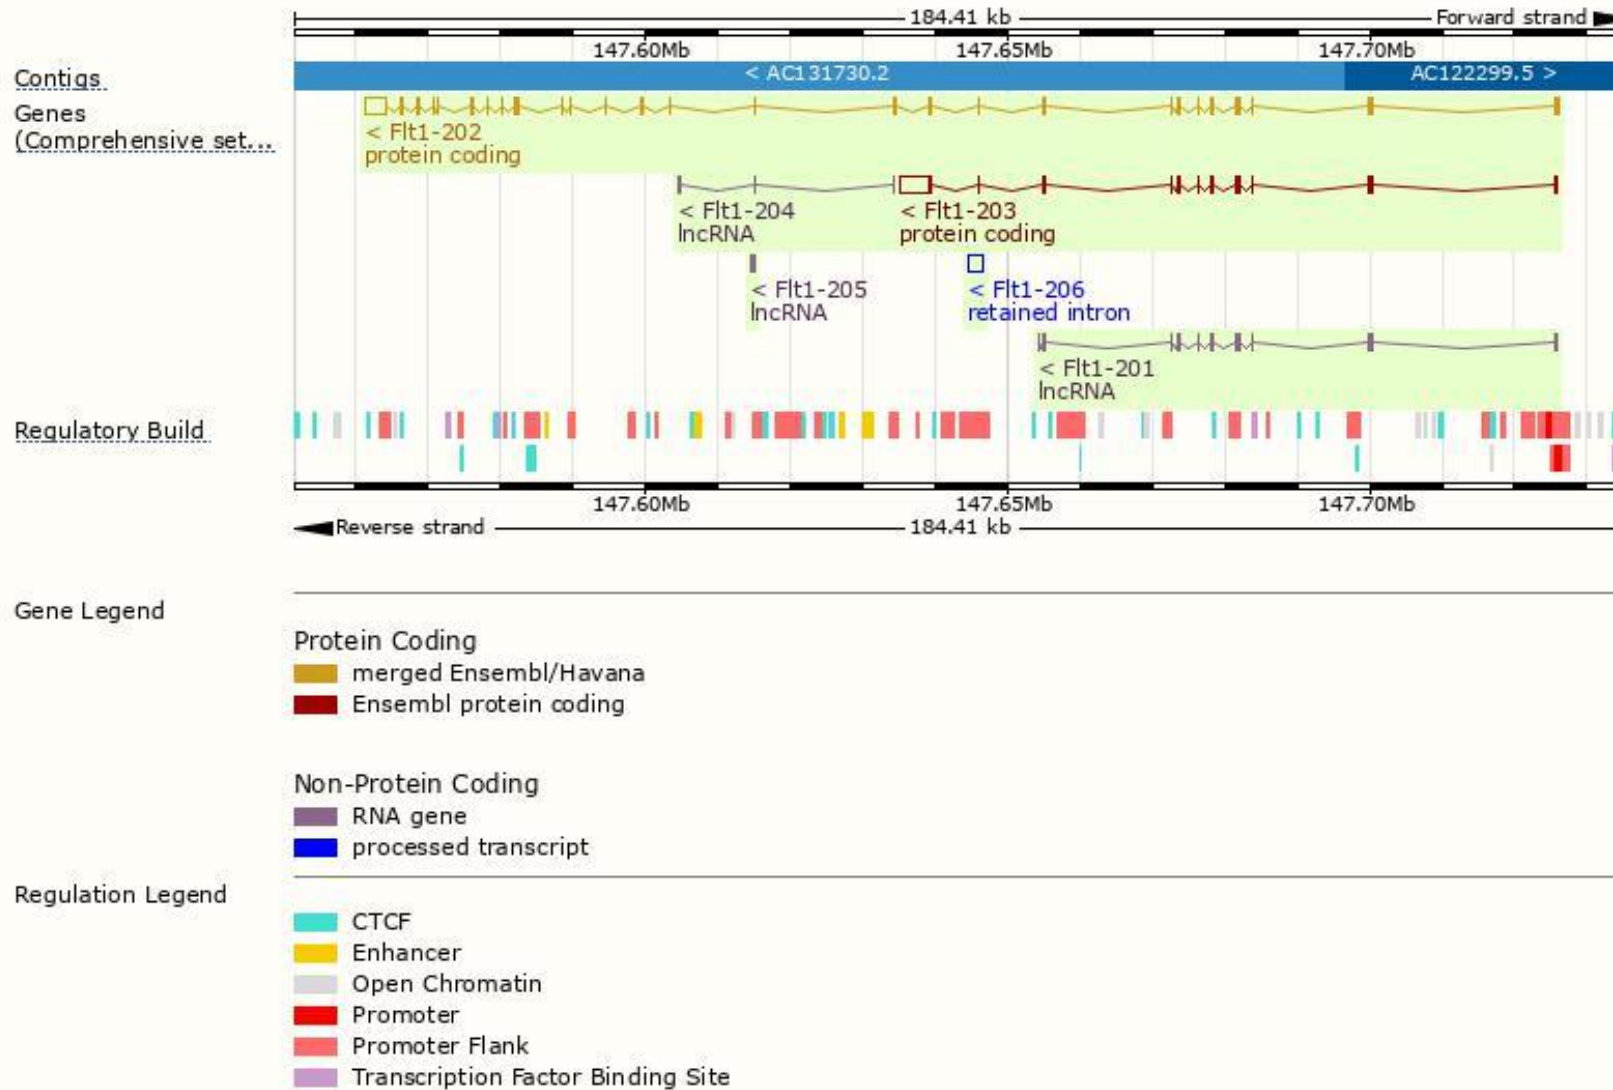 184.41 kb Forward strand
147.60Mb 147.65Mb 147.70Mb
Contigs < AC131730.2 AC122299.5 >
Genes
(Comprehensive set...
< Flt1-202
protein coding
< Flt1-204 < Flt1-203
lncRNA protein coding
< Flt1-205 < Flt1-206
lncRNA retained intron
< Flt1-201
lncRNA
Regulatory Build
147.60Mb 147.65Mb 147.70Mb
Reverse strand 184.41 kb
Gene Legend
Protein Coding
merged Ensembl/Havana
Ensembl protein coding
Non-Protein Coding
RNA gene
processed transcript
Regulation Legend
CTCF
Enhancer
Open Chromatin
Promoter
Promoter Flank
Transcription Factor Binding Site